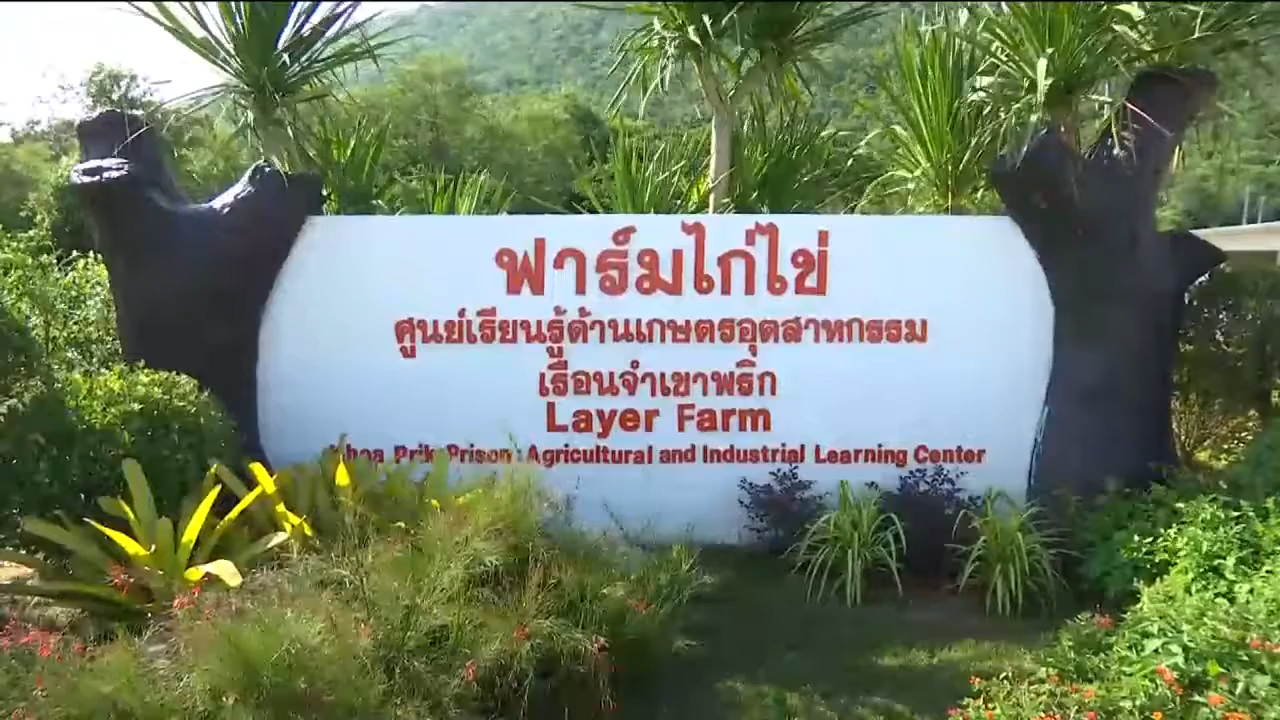 ฟาร์มไก่ไข่
ศูนย์เรียนรู้ด้านเกษตรอุตสาหกรรม
เรือนจำเขาพริก
Layer Farm
Prik Prison Agricultural and Industrial Learning Center